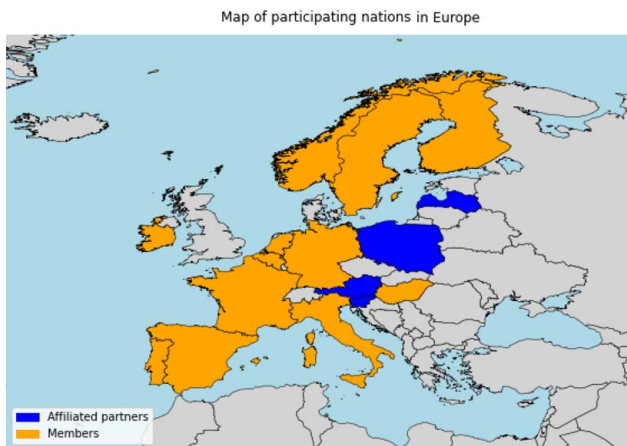 Map of participating nations in Europe
Affiliated partners
Members